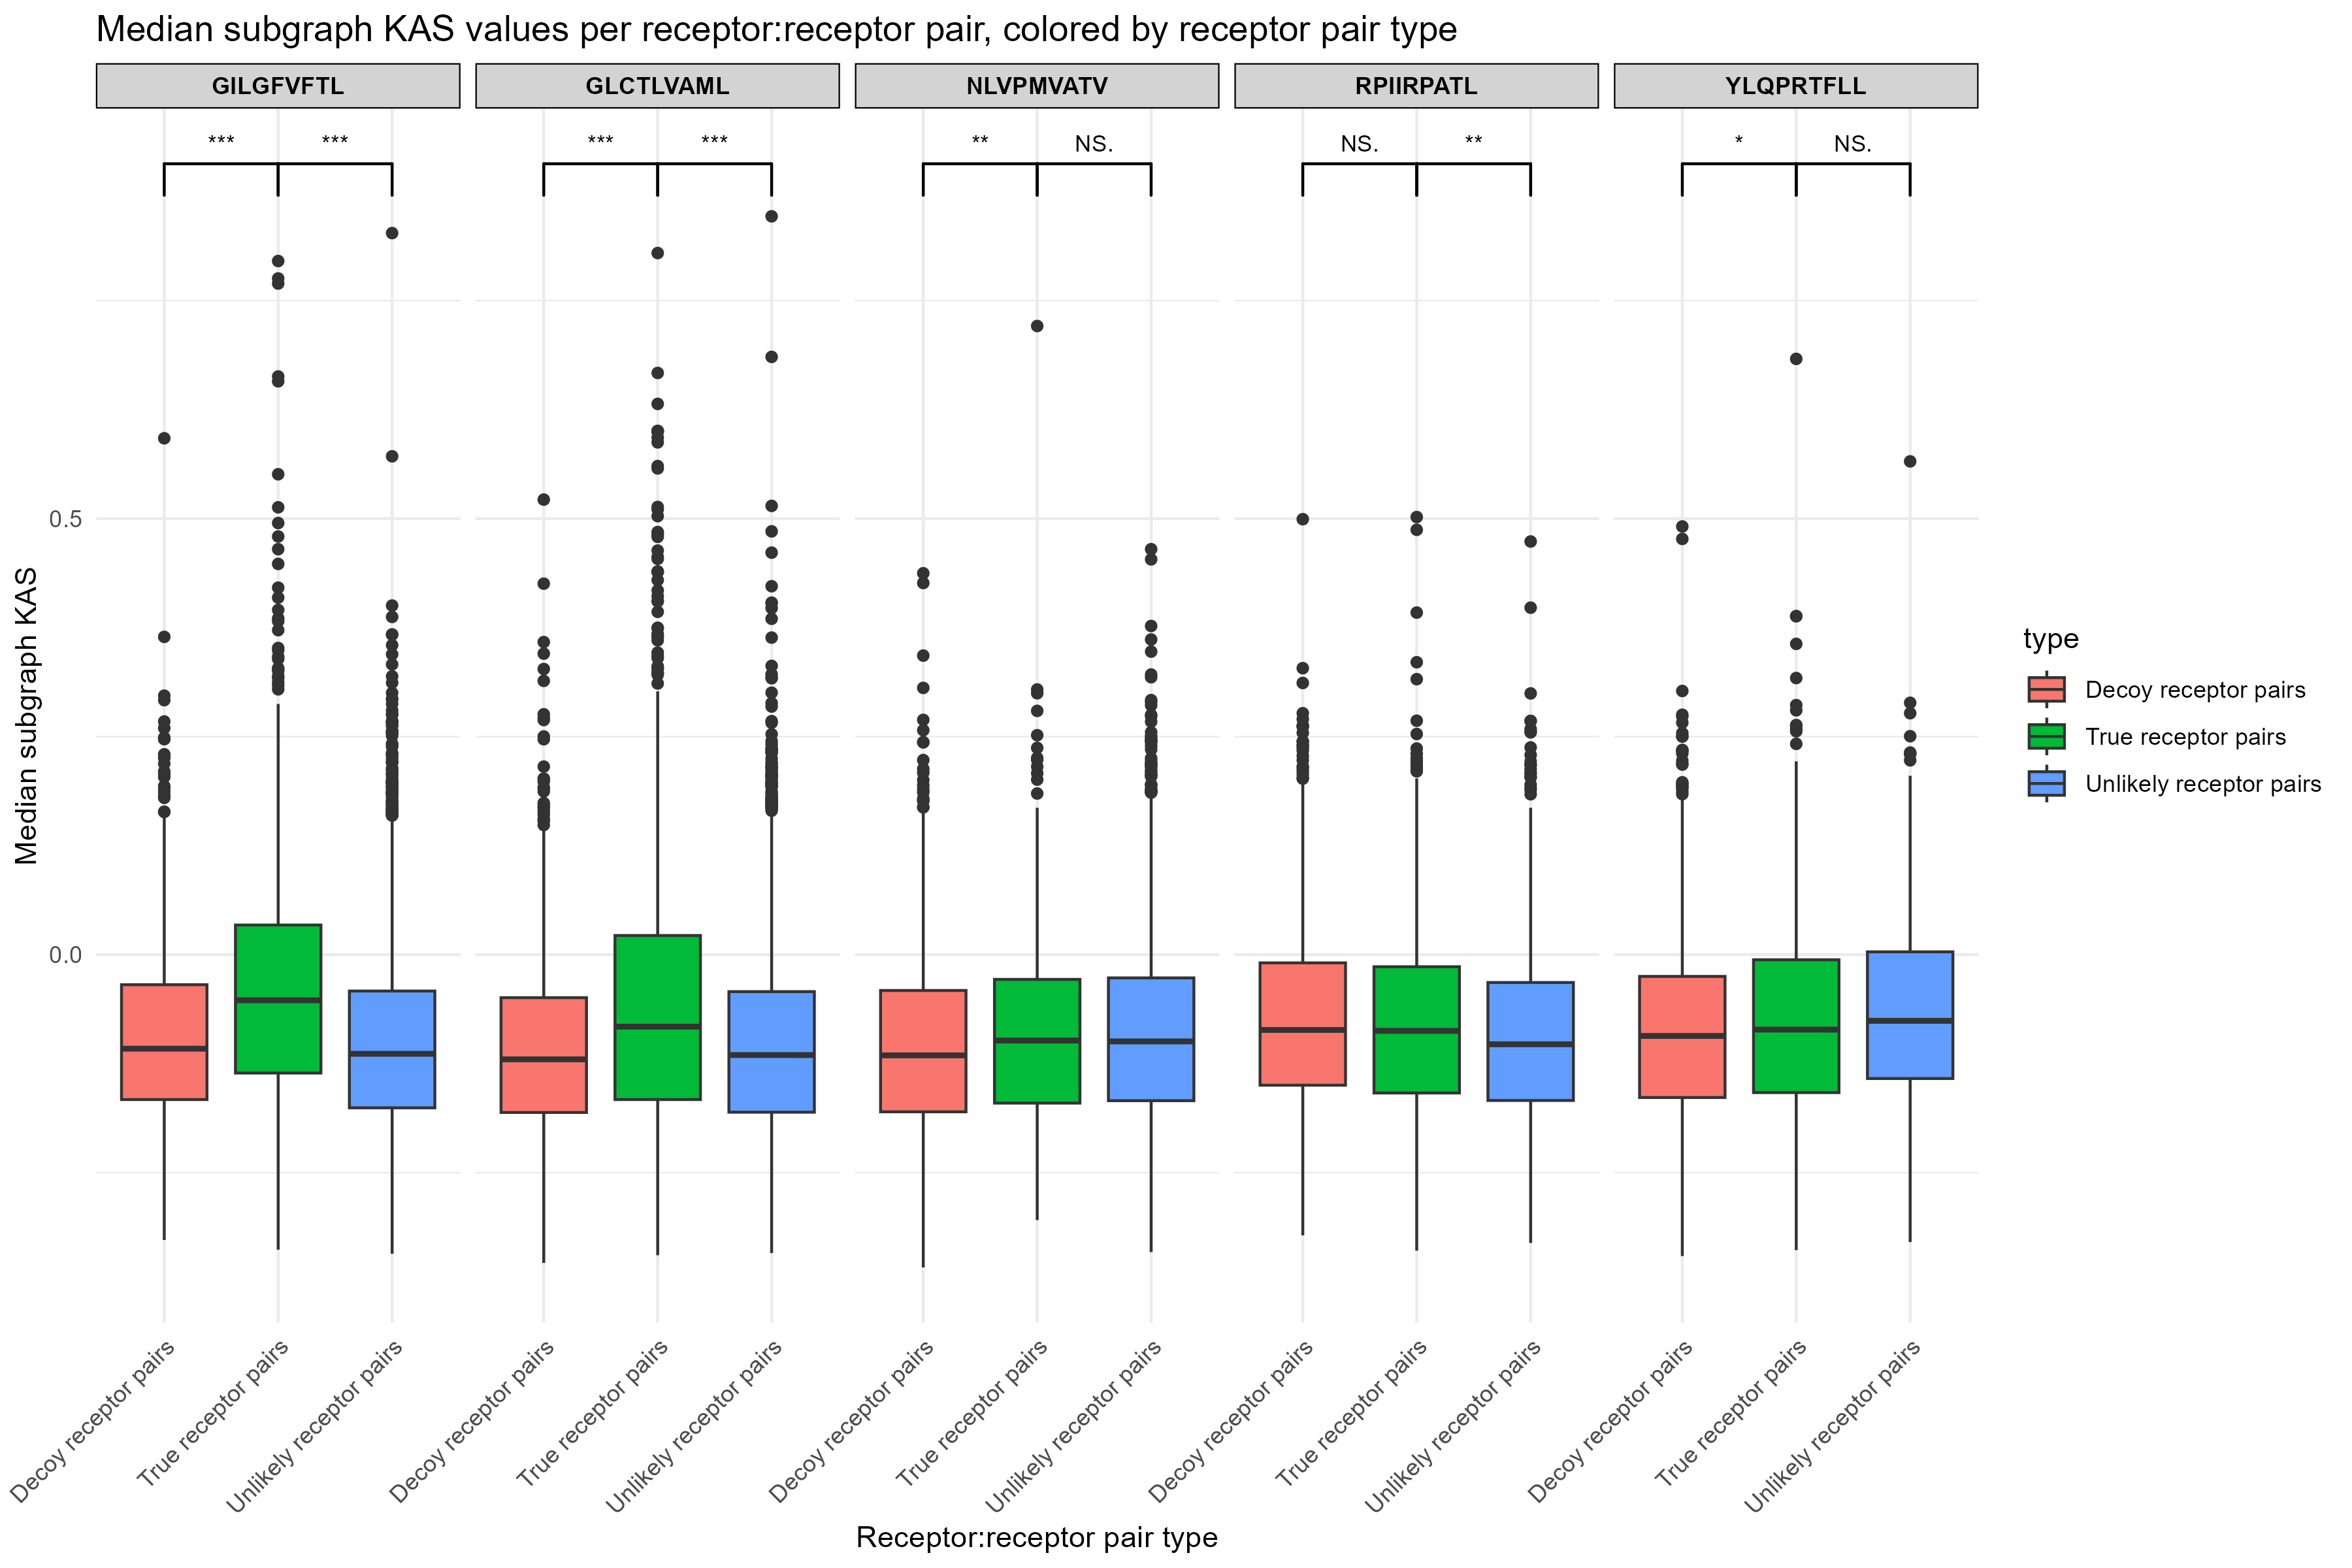 Median subgraph KAS values per receptor:receptor pair, colored by receptor pair type
GILGFVFTL
GLCTLVAML
NLVPMVATV
RPIIRPATL
YLQPRTFLL
*** ***
*** ***
** NS.
NS. **
* NS.
Median subgraph KAS
0.5
0.0
Decoy receptor pairs
True receptor pairs
Unlikely receptor pairs
Decoy receptor pairs
True receptor pairs
Unlikely receptor pairs
Decoy receptor pairs
True receptor pairs
Unlikely receptor pairs
Decoy receptor pairs
True receptor pairs
Unlikely receptor pairs
Decoy receptor pairs
True receptor pairs
Unlikely receptor pairs
Receptor:receptor pair type
type
Decoy receptor pairs
True receptor pairs
Unlikely receptor pairs